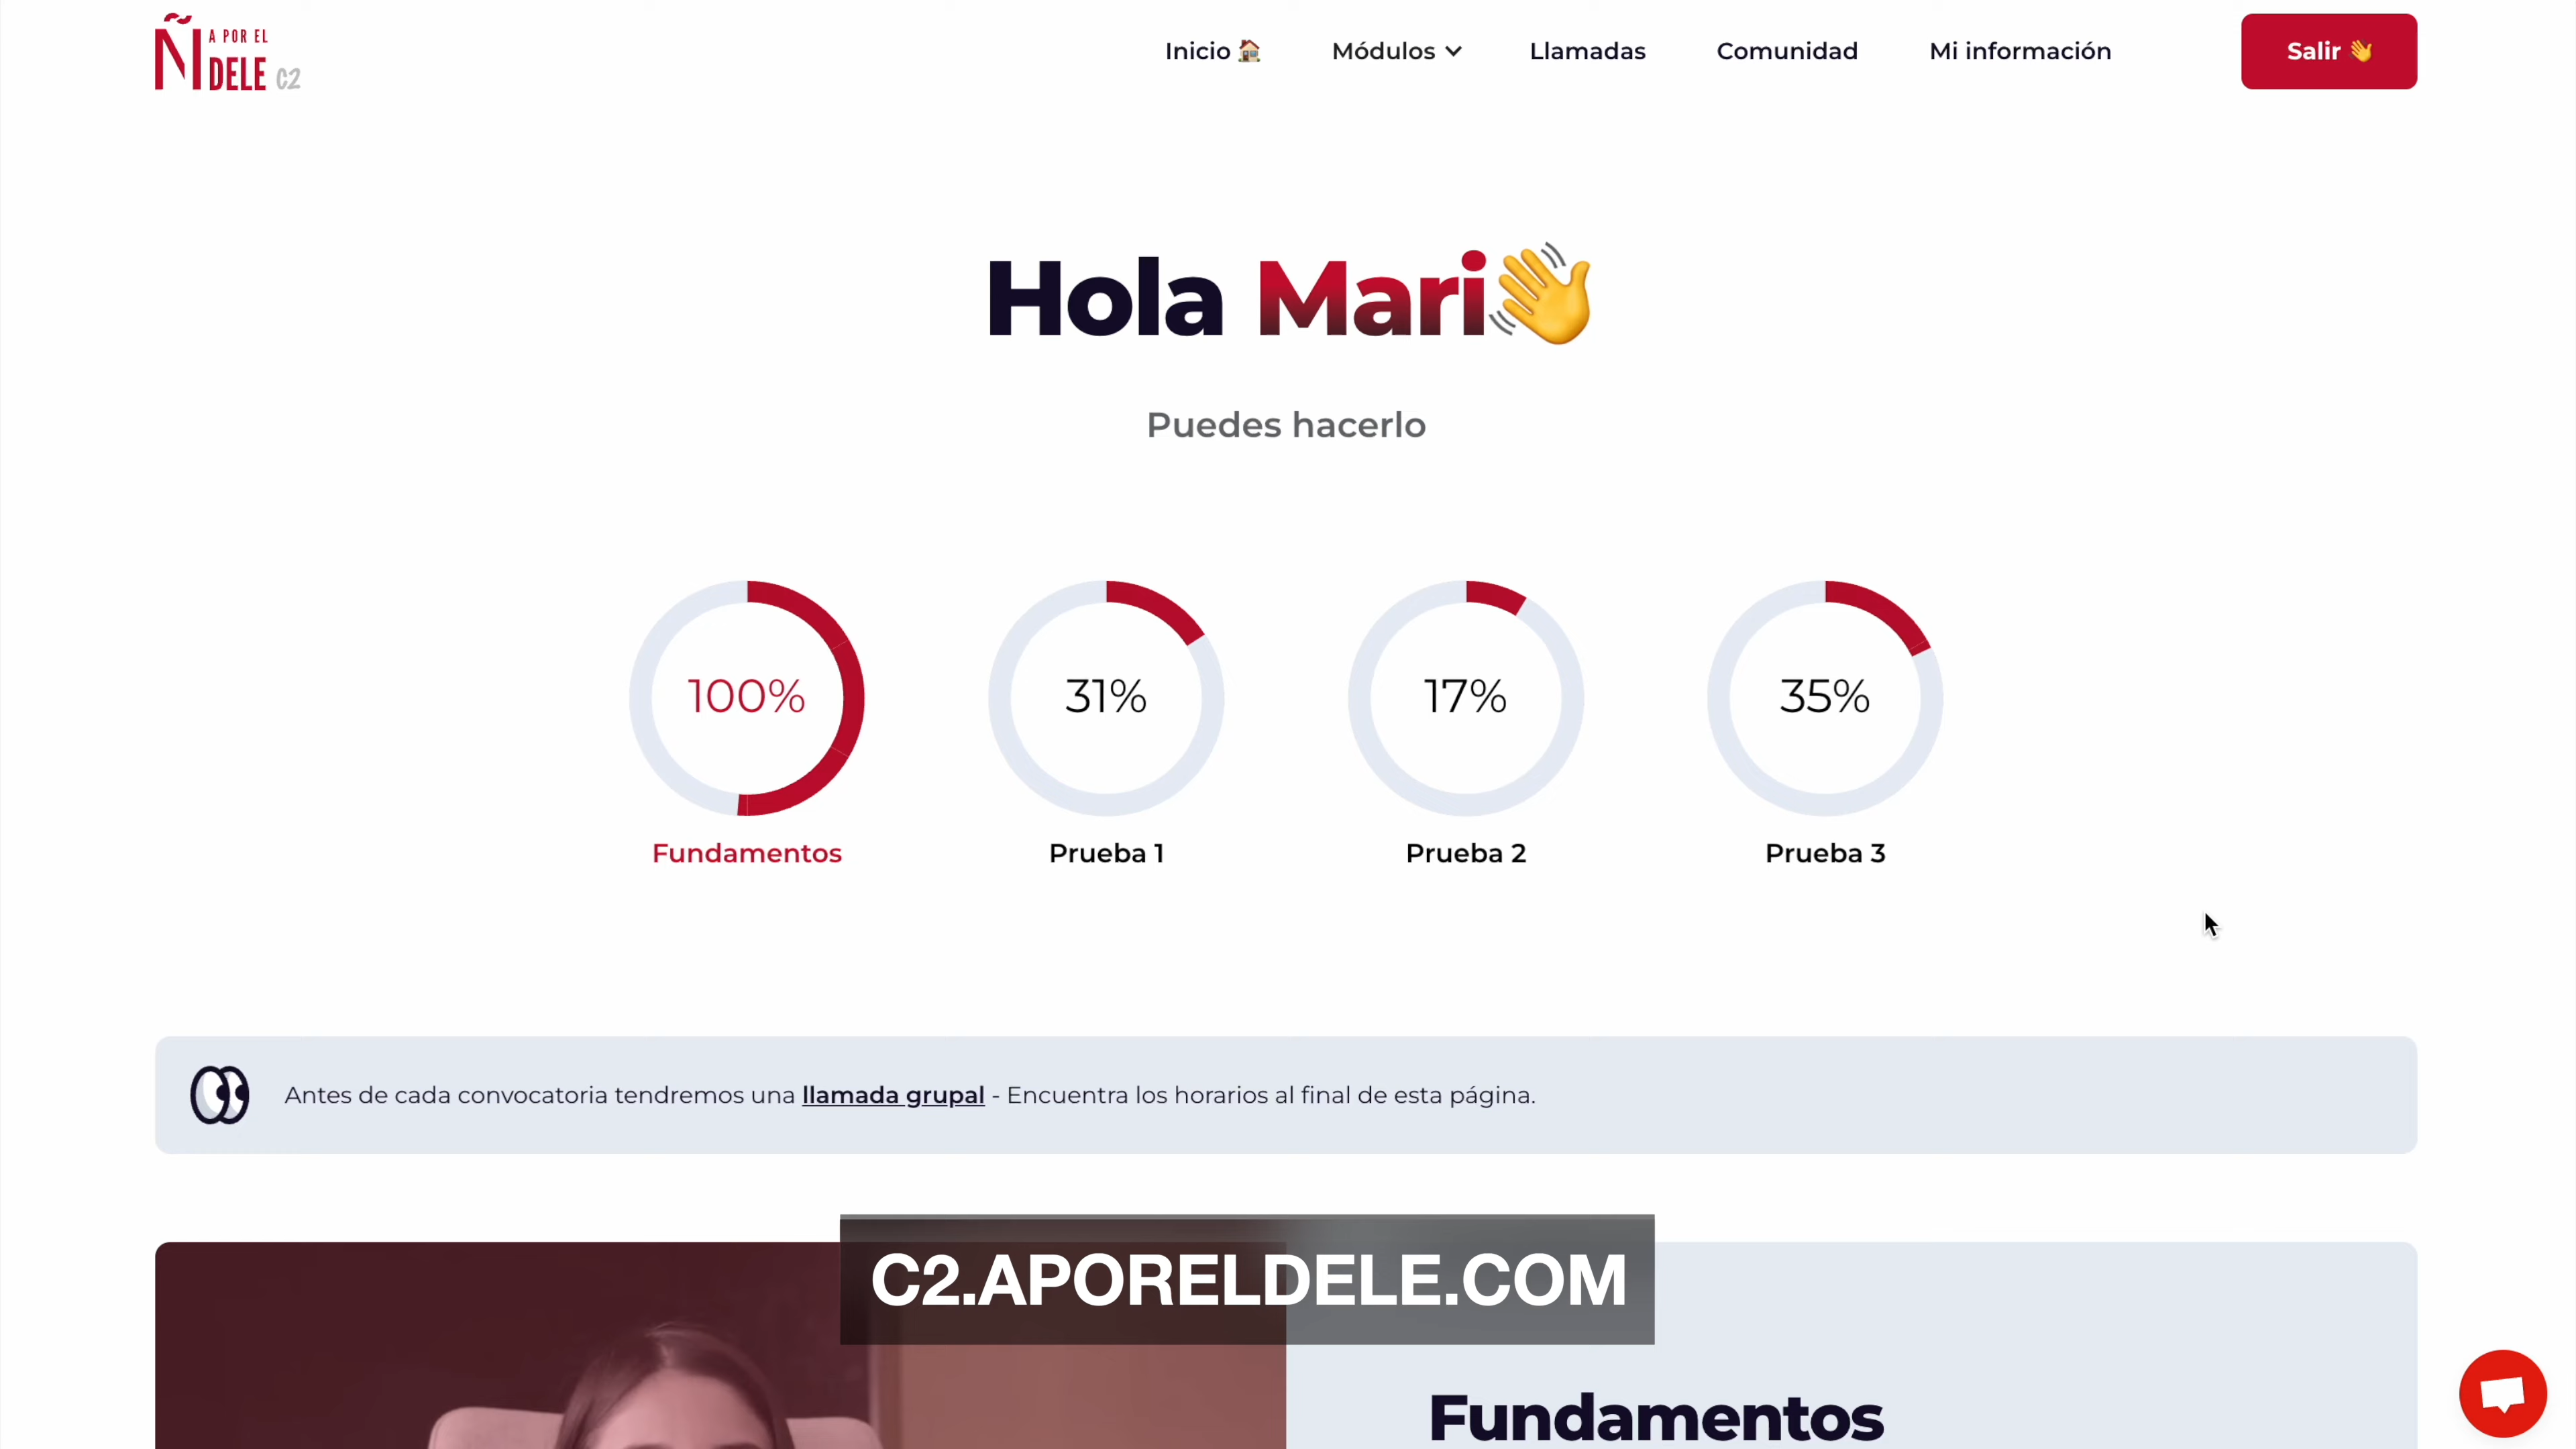 A POR EL
Ñ DELE C2
Inicio Módulos Llamadas Comunidad Mi información Salir
Hola Mari
Puedes hacerlo
100% 31% 17% 35%
Fundamentos Prueba 1 Prueba 2 Prueba 3
Antes de cada convocatoria tendremos una llamada grupal - Encuentra los horarios al final de esta página.
C2.APORELDELE.COM
Fundamentos